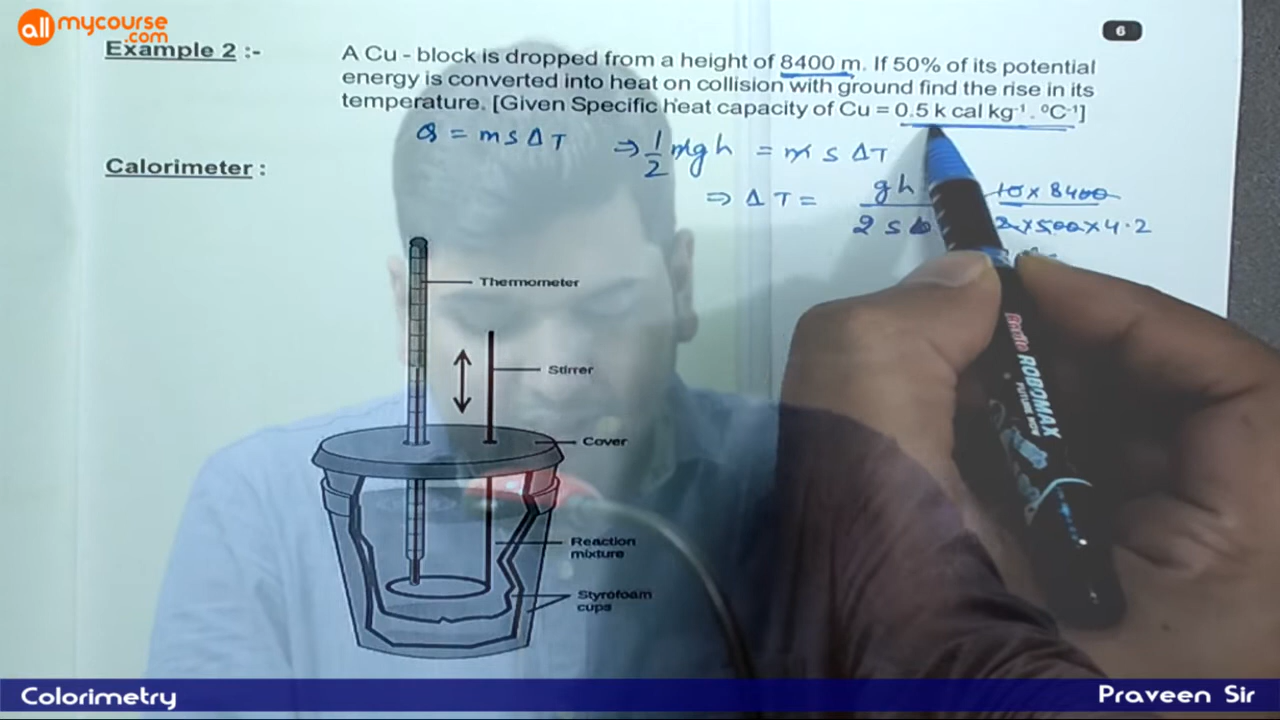 allmycourse.com
6
Example 2 :- A Cu - block is dropped from a height of 8400 m. If 50% of its potential
energy is converted into heat on collision with ground find the rise in its
temperature. [Given Specific heat capacity of Cu = 0.5 k cal kg⁻¹ . ⁰C⁻¹]
Q = m s Δ T ⇒ 1/2 mgh = m s ΔT
Calorimeter :
⇒ Δ T = gh / 2 s 10 × 8400 / 2 × 500 × 4.2
Thermometer
Stirrer
Cover
Reaction
mixture
Styrofoam
cups
Rorito ROBOMAX
Colorimetry
Praveen Sir